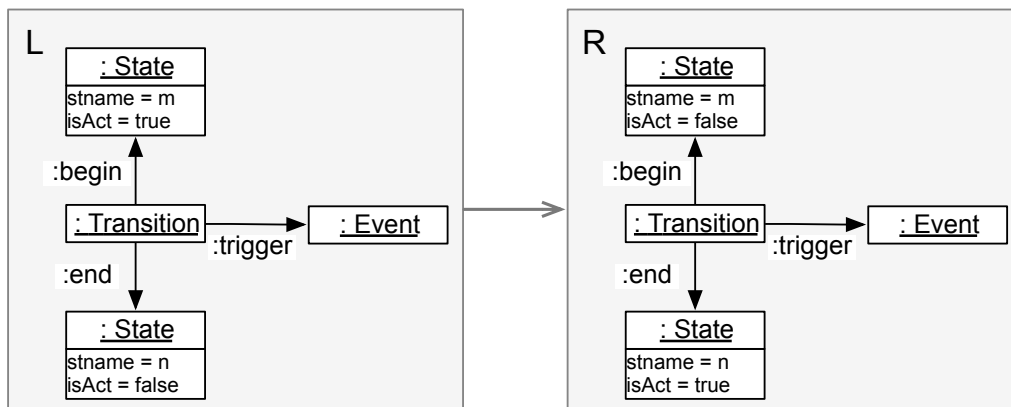 L
: State
stname = m
isAct = true
:begin
: Transition
:trigger
: Event
:end
: State
stname = n
isAct = false
R
: State
stname = m
isAct = false
:begin
: Transition
:trigger
: Event
:end
: State
stname = n
isAct = true